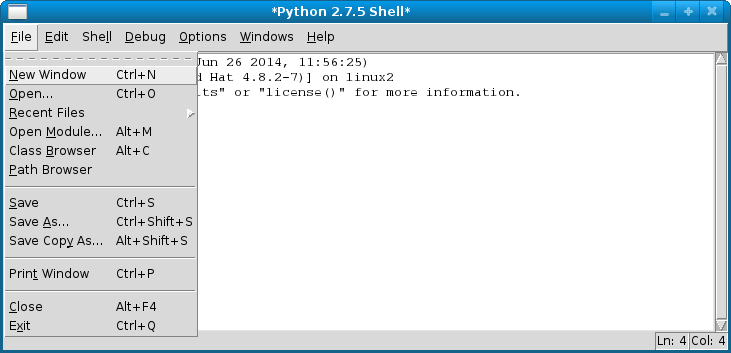 *Python 2.7.5 Shell*
File Edit Shell Debug Options Windows Help
Jun 26 2014, 11:56:25)
d Hat 4.8.2-7)] on linux2
its" or "license()" for more information.
New Window Ctrl+N
Open... Ctrl+O
Recent Files
Open Module... Alt+M
Class Browser Alt+C
Path Browser
Save Ctrl+S
Save As... Ctrl+Shift+S
Save Copy As... Alt+Shift+S
Print Window Ctrl+P
Close Alt+F4
Exit Ctrl+Q
Ln: 4 Col: 4